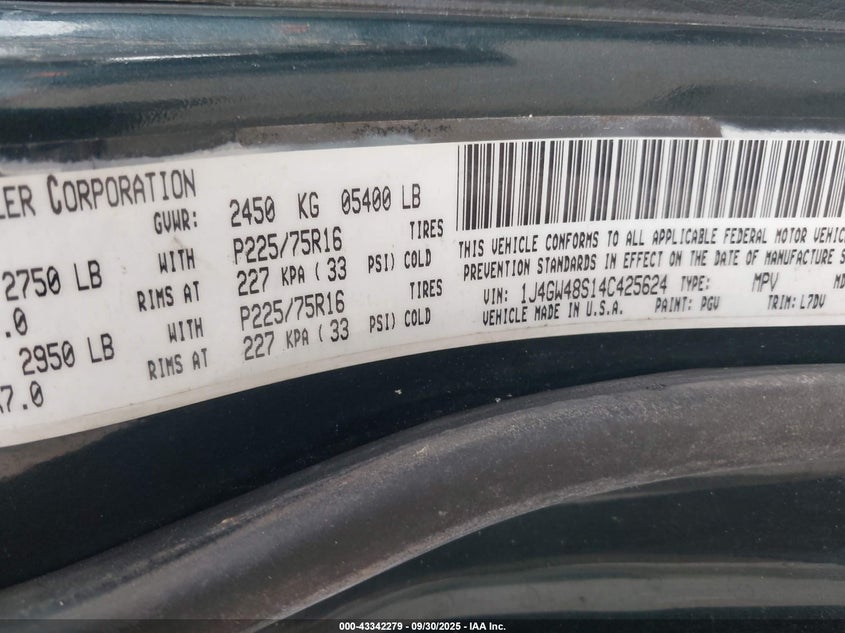 LER CORPORATION
GVWR: 2450 KG 05400 LB
2750 LB WITH P225/75R16 TIRES
.0 RIMS AT 227 KPA ( 33 PSI) COLD
2950 LB WITH P225/75R16 TIRES
7.0 RIMS AT 227 KPA ( 33 PSI) COLD
THIS VEHICLE CONFORMS TO ALL APPLICABLE FEDERAL MOTOR VEHIC
PREVENTION STANDARDS IN EFFECT ON THE DATE OF MANUFACTURE S
VIN: 1J4GW48S14C425624 TYPE: MPV MD
VEHICLE MADE IN U.S.A. PAINT: PGV TRIM: L7DV
000-43342279 - 09/30/2025 - IAA Inc.